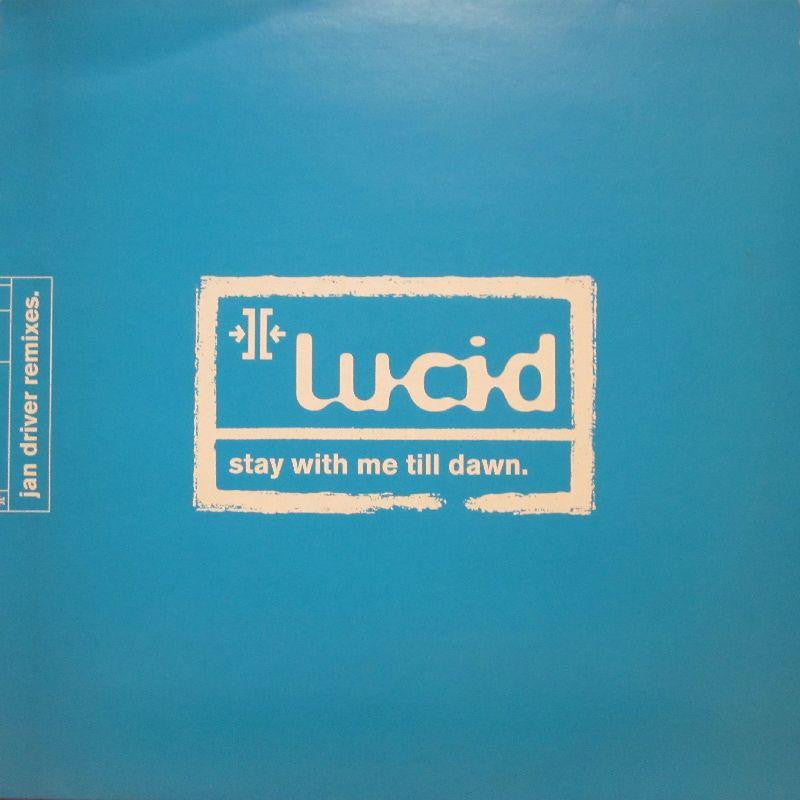 lucid
stay with me till dawn.
jan driver remixes.